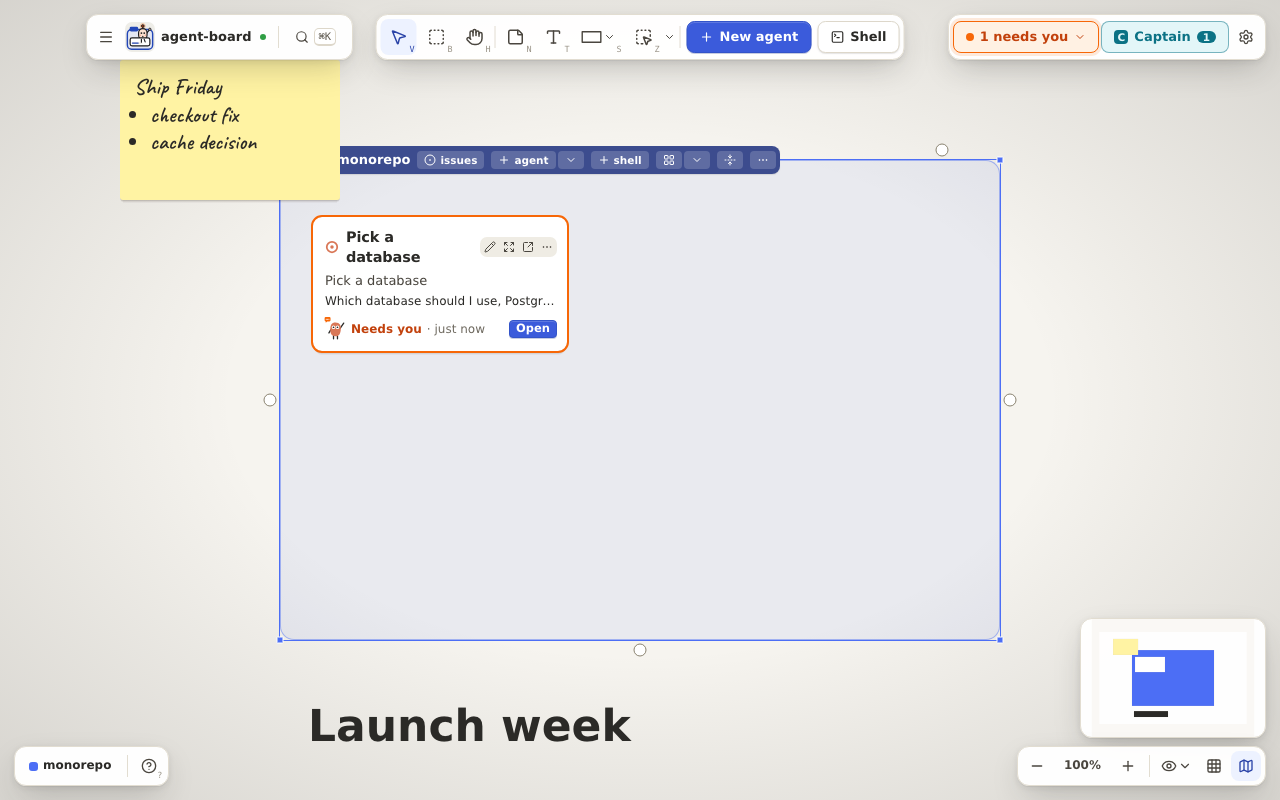 agent-board
⌘K
V
B
H
N
T
S
Z
New agent
Shell
1 needs you
C Captain 1
Ship Friday
• checkout fix
• cache decision
monorepo
issues
agent
shell
Pick a
database
Pick a database
Which database should I use, Postgr…
Needs you · just now
Open
Launch week
monorepo
?
100%